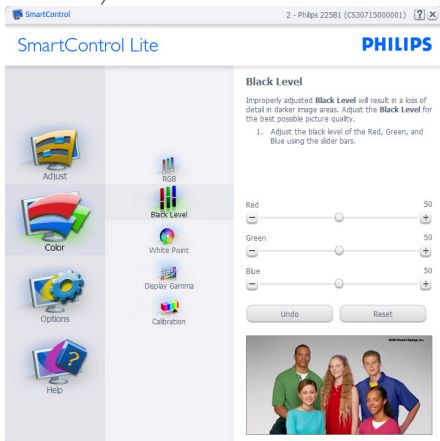 SmartControl
2 - Philips 225B1 (CS30715000001)
SmartControl Lite
PHILIPS
Adjust
Color
Options
Help
RGB
Black Level
White Point
Display Gamma
Calibration
Black Level
Improperly adjusted Black Level will result in a loss of
detail in darker image areas. Adjust the Black Level for
the best possible picture quality.
1. Adjust the black level of the Red, Green, and
Blue using the slider bars.
Red 50
Green 50
Blue 50
Undo Reset